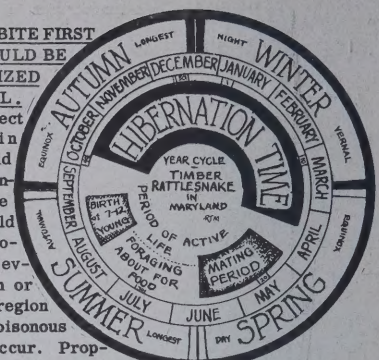 BITE FIRST
ULD BE
IZED
L.
ect
in
d
n-
e
ld
o-
ev-
n or
region
oisonous
ccur. Prop-
AUTUMN
LONGEST
NIGHT
WINTER
VERNAL
EQUINOX
SPRING
DAY
LONGEST
SUMMER
AUTUMNAL
EQUINOX
JANUARY
FEBRUARY
MARCH
APRIL
MAY
JUNE
JULY
AUGUST
SEPTEMBER
OCTOBER
NOVEMBER
DECEMBER
HIBERNATION TIME
YEAR CYCLE
TIMBER
RATTLESNAKE
IN
MARYLAND
PERIOD OF ACTIVE
LIFE
FORAGING
ABOUT FOR
FOOD
BIRTH
of 7-12
YOUNG
MATING
PERIOD